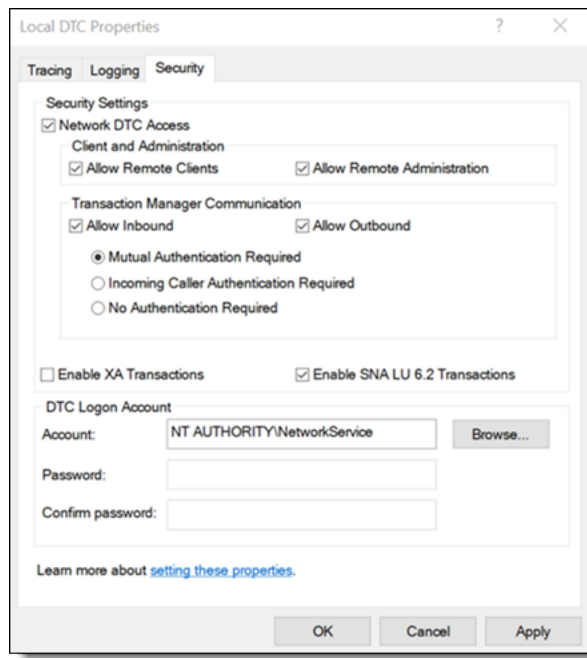 Local DTC Properties ?
Tracing Logging Security
Security Settings
Network DTC Access
Client and Administration
Allow Remote Clients Allow Remote Administration
Transaction Manager Communication
Allow Inbound Allow Outbound
Mutual Authentication Required
Incoming Caller Authentication Required
No Authentication Required
Enable XA Transactions Enable SNA LU 6.2 Transactions
DTC Logon Account
Account: NT AUTHORITY\NetworkService Browse...
Password:
Confirm password:
Learn more about setting these properties.
OK Cancel Apply